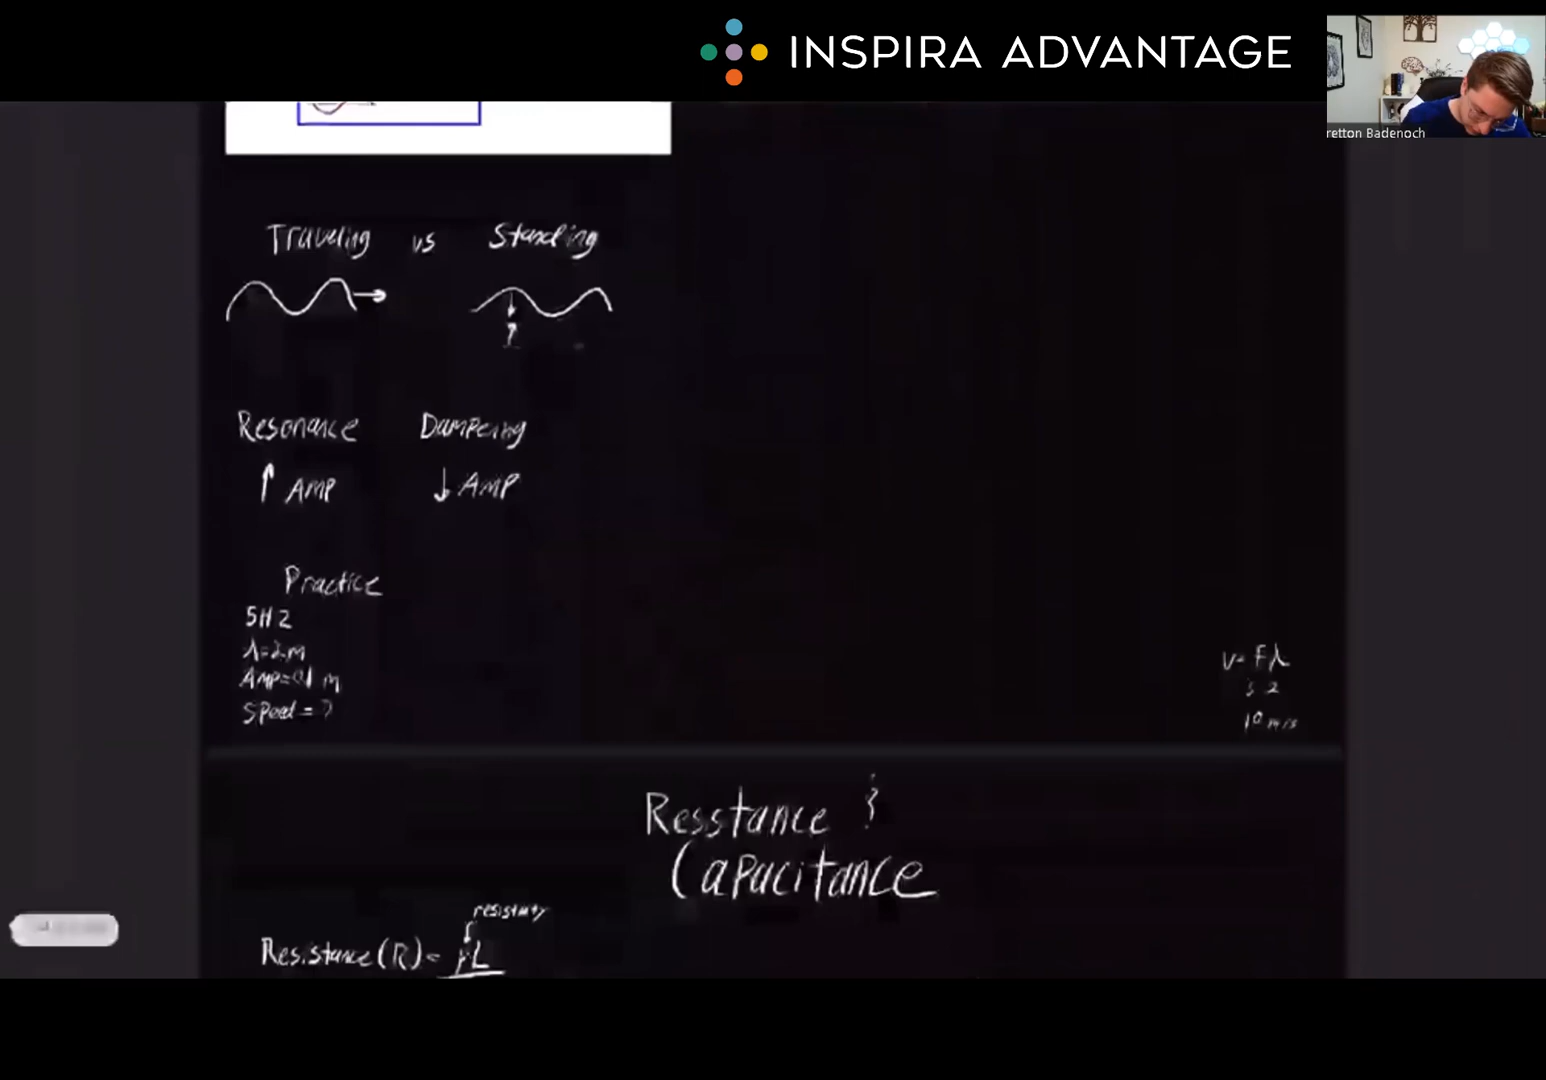 INSPIRA ADVANTAGE
retton Badenoch
Traveling vs Standing
Resonance Dampening
↑ AMP ↓ AMP
Practice
5HZ
λ=2m
Amp=0.1 m
Speed = ?
V= Fλ
5 2
10 m/s
Resstance &
Capacitance
resistivity
Resistance (R) = ρL